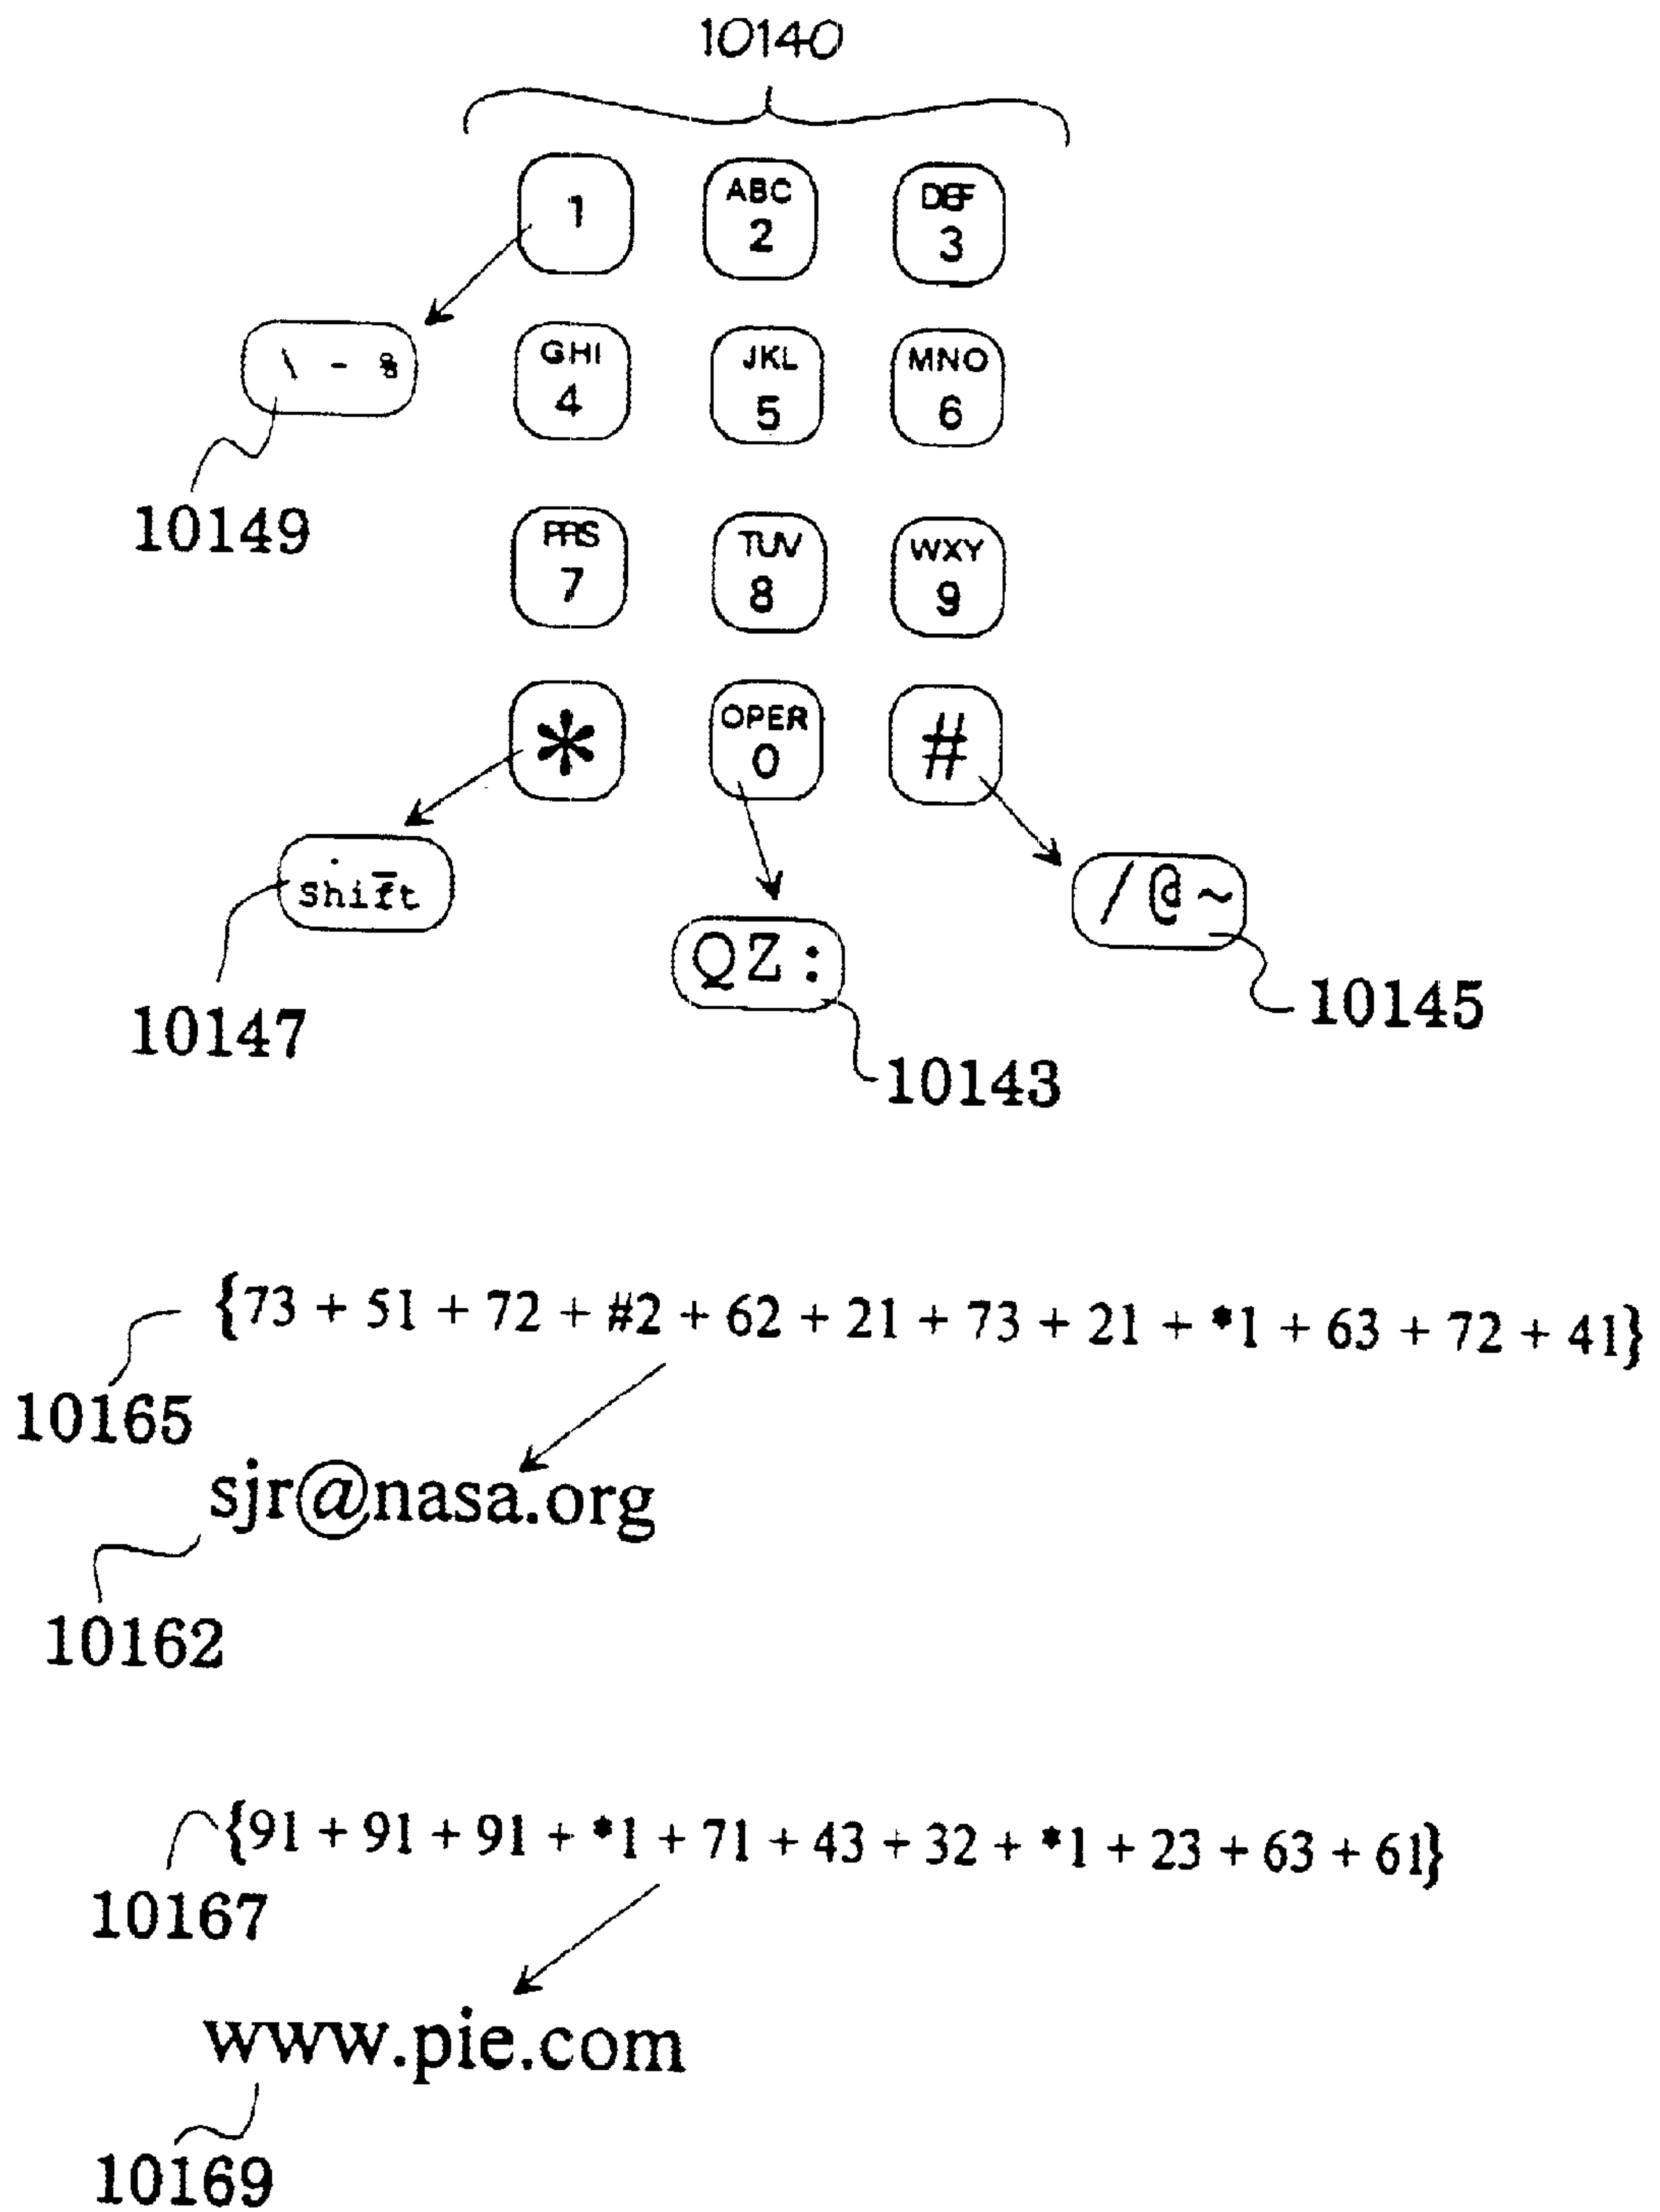 10140
1 ABC 2 DEF 3
\ - %
GHI 4 JKL 5 MNO 6
10149
PRS 7 TUV 8 WXY 9
* OPER 0 #
. _
Shift
/@~
QZ:
10147
10145
10143
{73 + 51 + 72 + #2 + 62 + 21 + 73 + 21 + *1 + 63 + 72 + 41}
10165
sjr@nasa.org
10162
{91 + 91 + 91 + *1 + 71 + 43 + 32 + *1 + 23 + 63 + 61}
10167
www.pie.com
10169